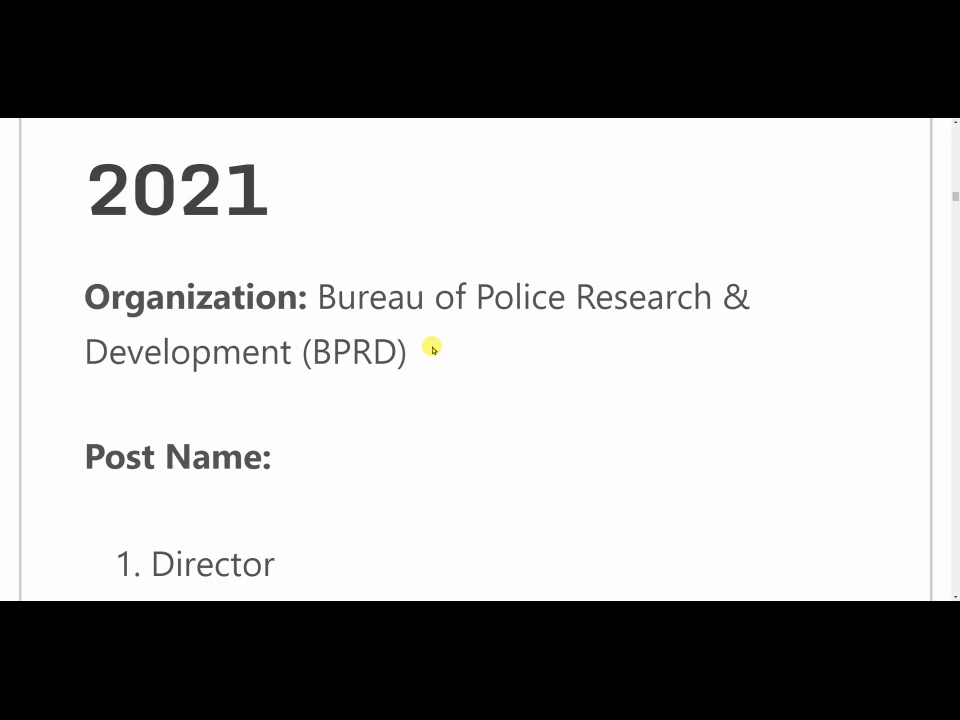 2021
Organization: Bureau of Police Research &
Development (BPRD)
Post Name:
1. Director